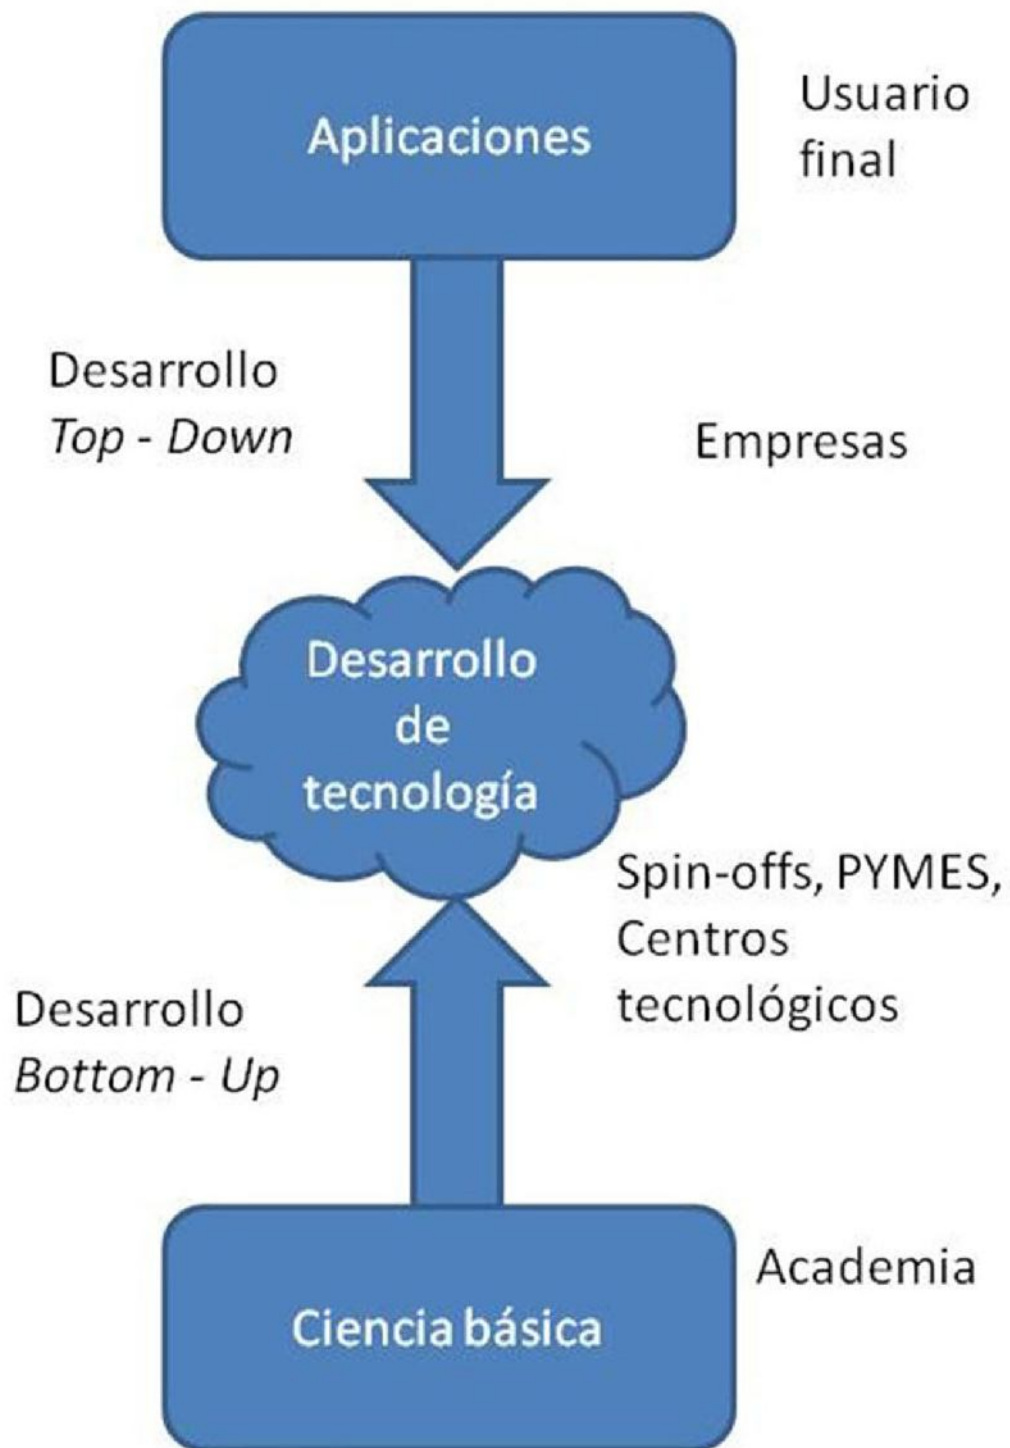 Aplicaciones
Usuario
final
Desarrollo
Top - Down
Empresas
Desarrollo
de
tecnología
Spin-offs, PYMES,
Centros
tecnológicos
Desarrollo
Bottom - Up
Academia
Ciencia básica